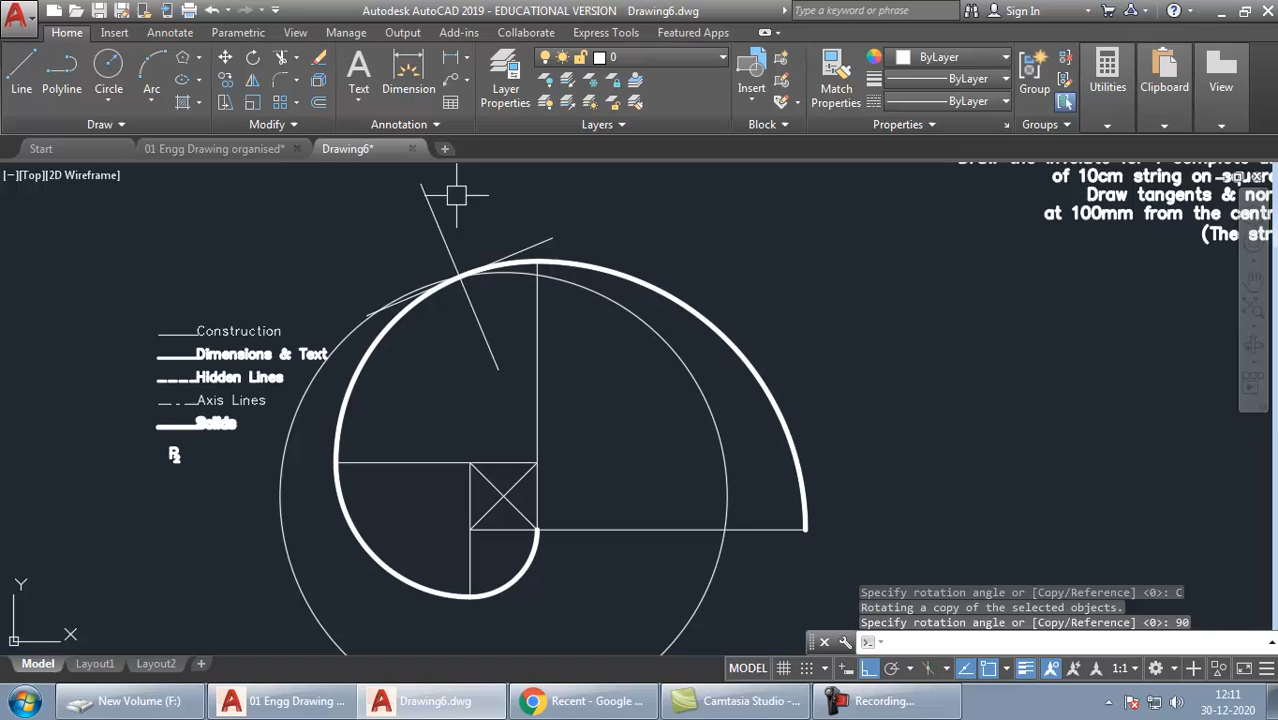 Autodesk AutoCAD 2019 - EDUCATIONAL VERSION Drawing6.dwg
Type a keyword or phrase
Sign In
Home Insert Annotate Parametric View Manage Output Add-ins Collaborate Express Tools Featured Apps
Line Polyline Circle Arc Text Dimension Layer Properties 0 Insert Match Properties ByLayer Group Utilities Clipboard View
ByLayer
ByLayer
Draw Modify Annotation Layers Block Properties Groups
Start 01 Engg Drawing organised* Drawing6*
[−][Top][2D Wireframe]
of 10cm string on square
Draw tangents & nor
at 100mm from the centr
(The str
Construction
Dimensions & Text
Hidden Lines
Axis Lines
Solids
Y
X
Specify rotation angle or [Copy/Reference] <0>: C
Rotating a copy of the selected objects.
Specify rotation angle or [Copy/Reference] <0>: 90
Model Layout1 Layout2 MODEL 1:1
New Volume (F:) 01 Engg Drawing ... Drawing6.dwg Recent - Google ... Camtasia Studio -... Recording...
12:11
30-12-2020